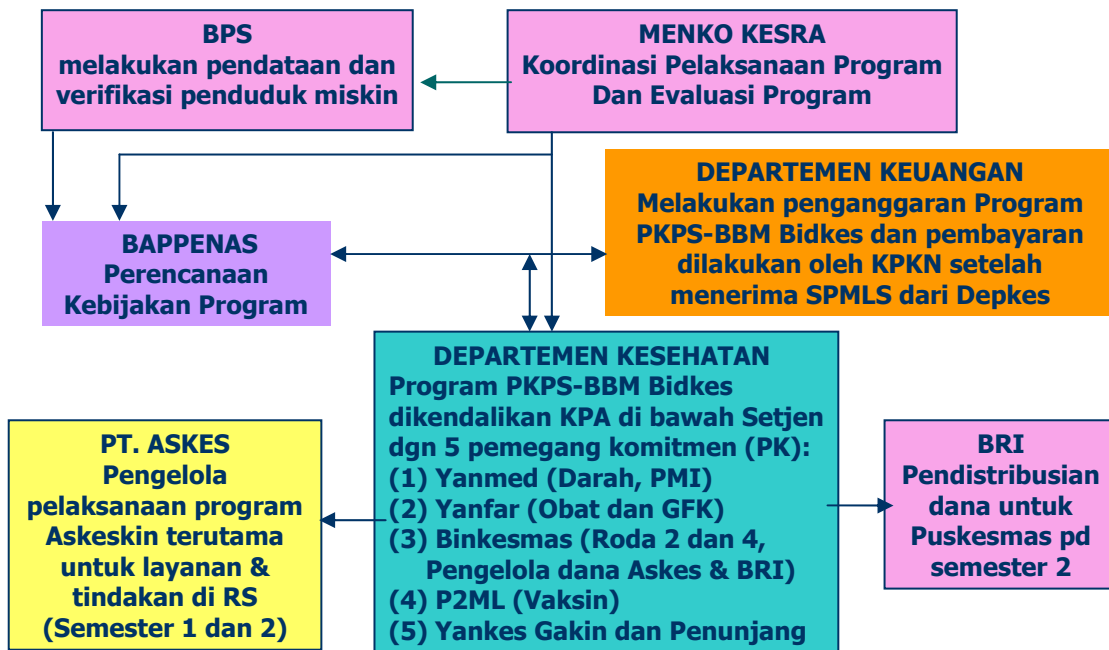 BPS
melakukan pendataan dan
verifikasi penduduk miskin
MENKO KESRA
Koordinasi Pelaksanaan Program
Dan Evaluasi Program
DEPARTEMEN KEUANGAN
Melakukan penganggaran Program
PKPS-BBM Bidkes dan pembayaran
dilakukan oleh KPKN setelah
menerima SPMLS dari Depkes
BAPPENAS
Perencanaan
Kebijakan Program
DEPARTEMEN KESEHATAN
Program PKPS-BBM Bidkes
dikendalikan KPA di bawah Setjen
dgn 5 pemegang komitmen (PK):
(1) Yanmed (Darah, PMI)
(2) Yanfar (Obat dan GFK)
(3) Binkesmas (Roda 2 dan 4,
Pengelola dana Askes & BRI)
(4) P2ML (Vaksin)
(5) Yankes Gakin dan Penunjang
PT. ASKES
Pengelola
pelaksanaan program
Askeskin terutama
untuk layanan &
tindakan di RS
(Semester 1 dan 2)
BRI
Pendistribusian
dana untuk
Puskesmas pd
semester 2